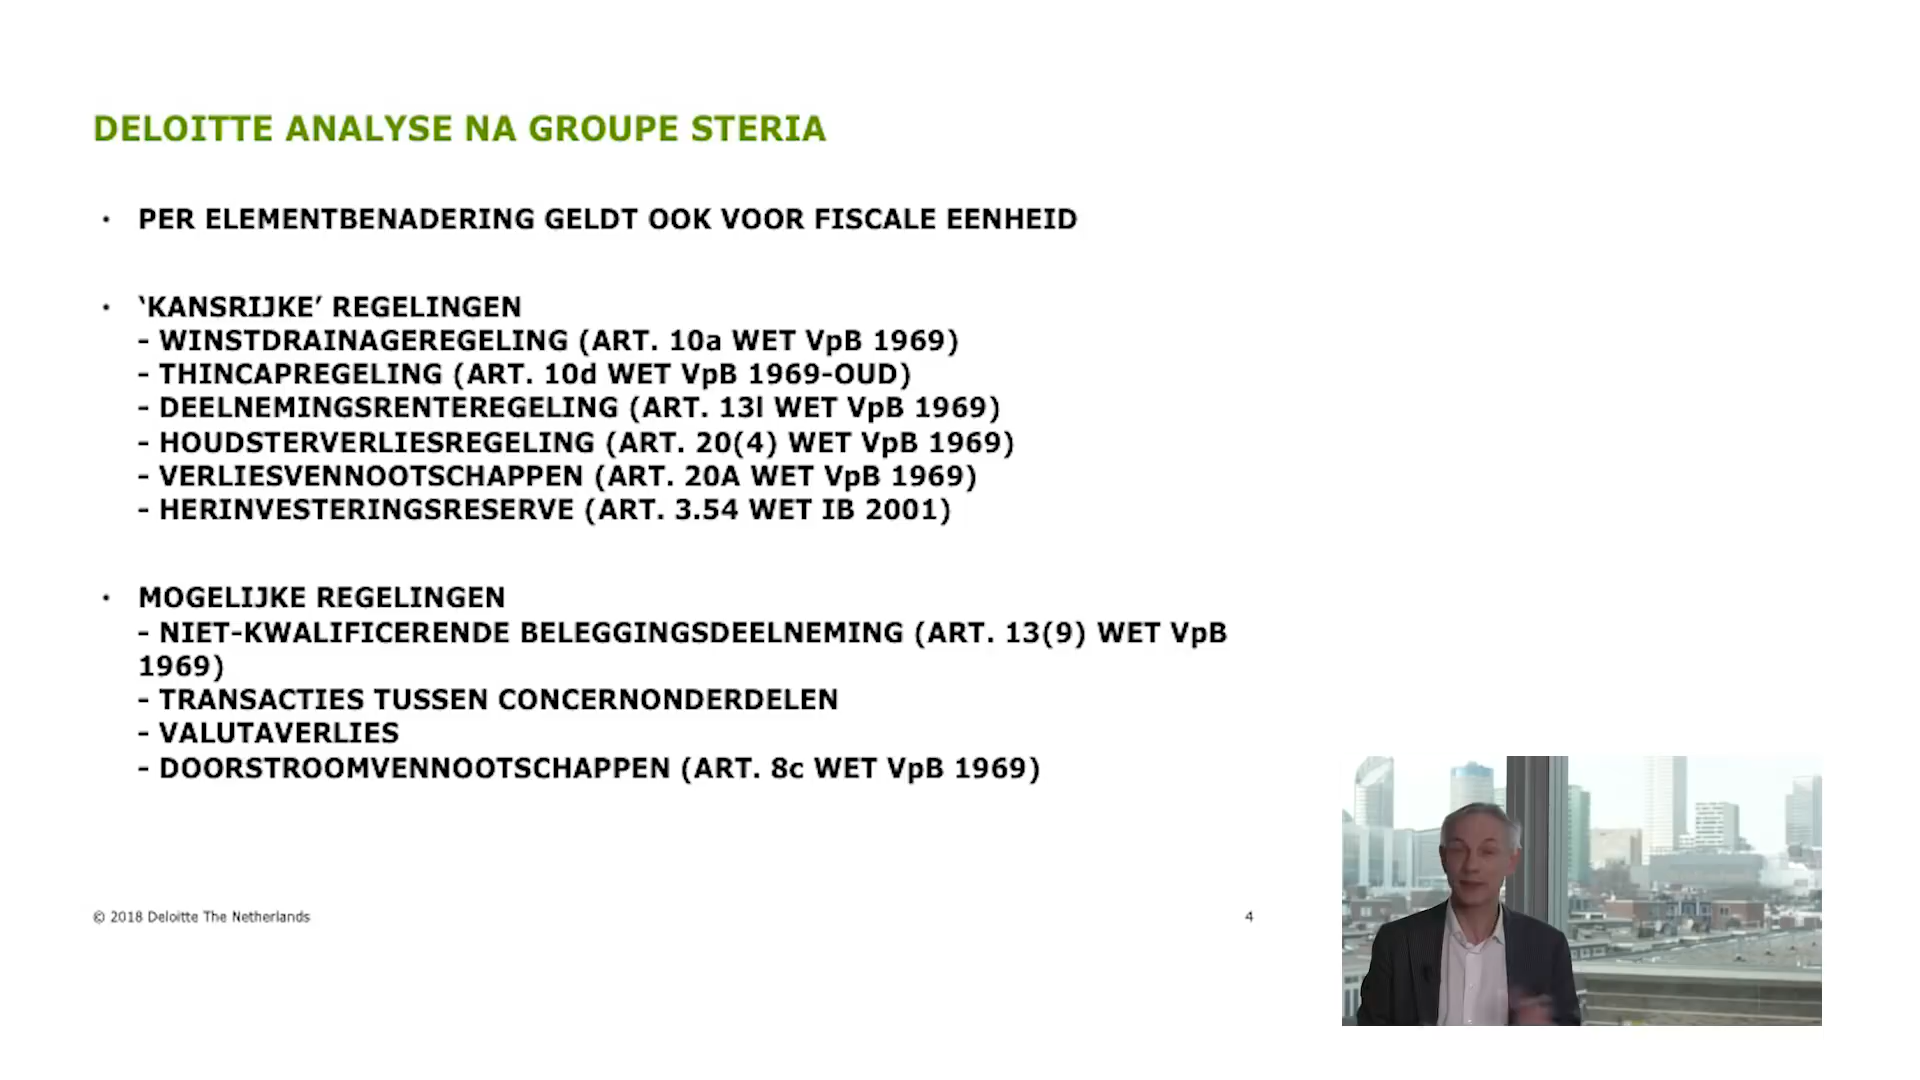 DELOITTE ANALYSE NA GROUPE STERIA
• PER ELEMENTBENADERING GELDT OOK VOOR FISCALE EENHEID
• ‘KANSRIJKE’ REGELINGEN
- WINSTDRAINAGEREGELING (ART. 10a WET VpB 1969)
- THINCAPREGELING (ART. 10d WET VpB 1969-OUD)
- DEELNEMINGSRENTEREGELING (ART. 13l WET VpB 1969)
- HOUDSTERVERLIESREGELING (ART. 20(4) WET VpB 1969)
- VERLIESVENNOOTSCHAPPEN (ART. 20A WET VpB 1969)
- HERINVESTERINGSRESERVE (ART. 3.54 WET IB 2001)
• MOGELIJKE REGELINGEN
- NIET-KWALIFICERENDE BELEGGINGSDEELNEMING (ART. 13(9) WET VpB
1969)
- TRANSACTIES TUSSEN CONCERNONDERDELEN
- VALUTAVERLIES
- DOORSTROOMVENNOOTSCHAPPEN (ART. 8c WET VpB 1969)
© 2018 Deloitte The Netherlands
4